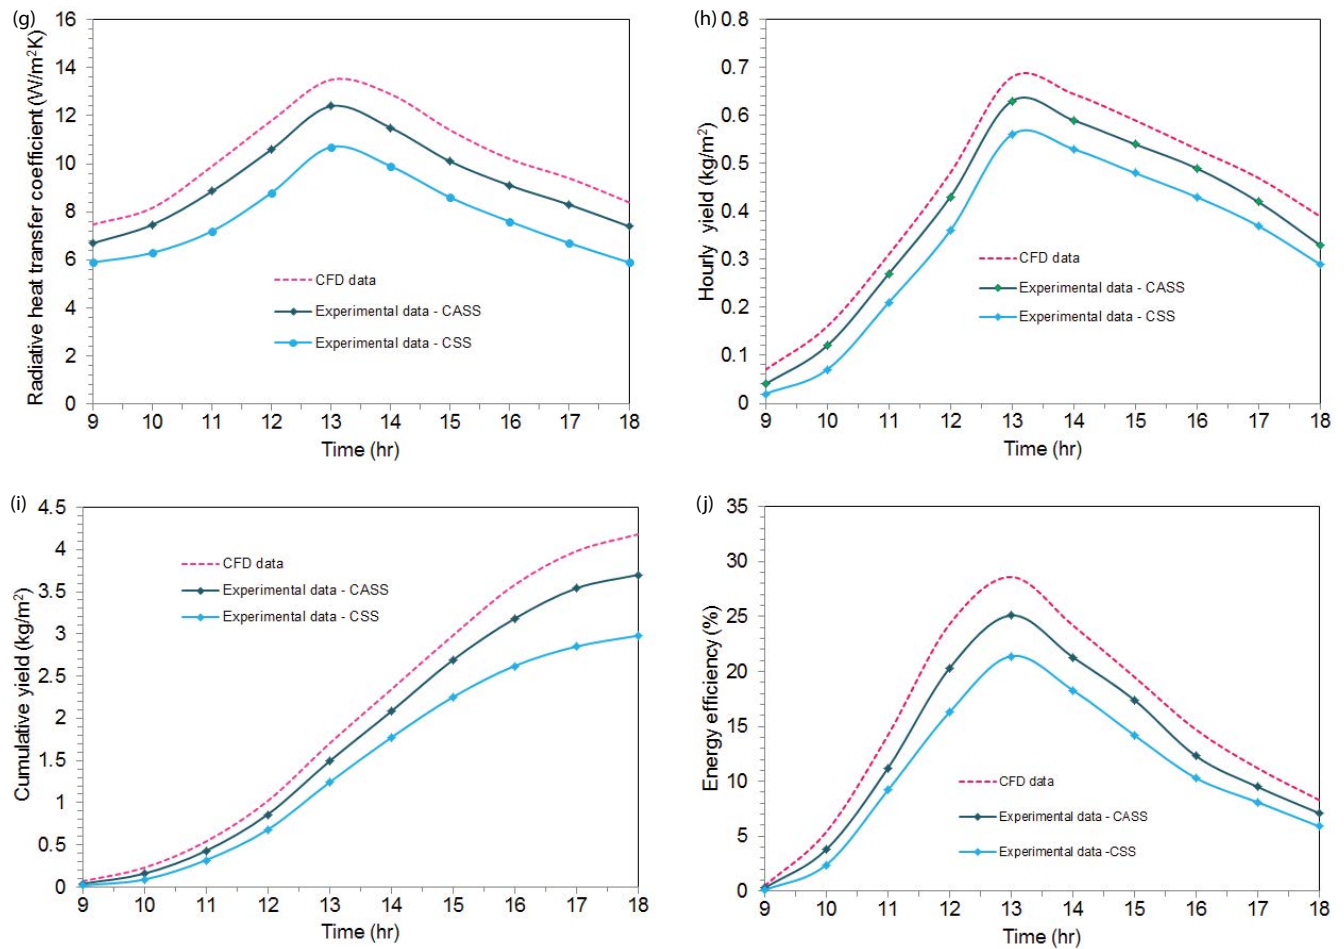 (g)
Radiative heat transfer coefficient (W/m²K)
16
14
12
10
8
6
4
2
0
CFD data
Experimental data - CASS
Experimental data - CSS
9 10 11 12 13 14 15 16 17 18
Time (hr)
(h)
Hourly yield (kg/m²)
0.8
0.7
0.6
0.5
0.4
0.3
0.2
0.1
0
CFD data
Experimental data - CASS
Experimental data - CSS
9 10 11 12 13 14 15 16 17 18
Time (hr)
(i)
Cumulative yield (kg/m²)
4.5
4
3.5
3
2.5
2
1.5
1
0.5
0
CFD data
Experimental data - CASS
Experimental data - CSS
9 10 11 12 13 14 15 16 17 18
Time (hr)
(j)
Energy efficiency (%)
35
30
25
20
15
10
5
0
CFD data
Experimental data - CASS
Experimental data -CSS
9 10 11 12 13 14 15 16 17 18
Time (hr)